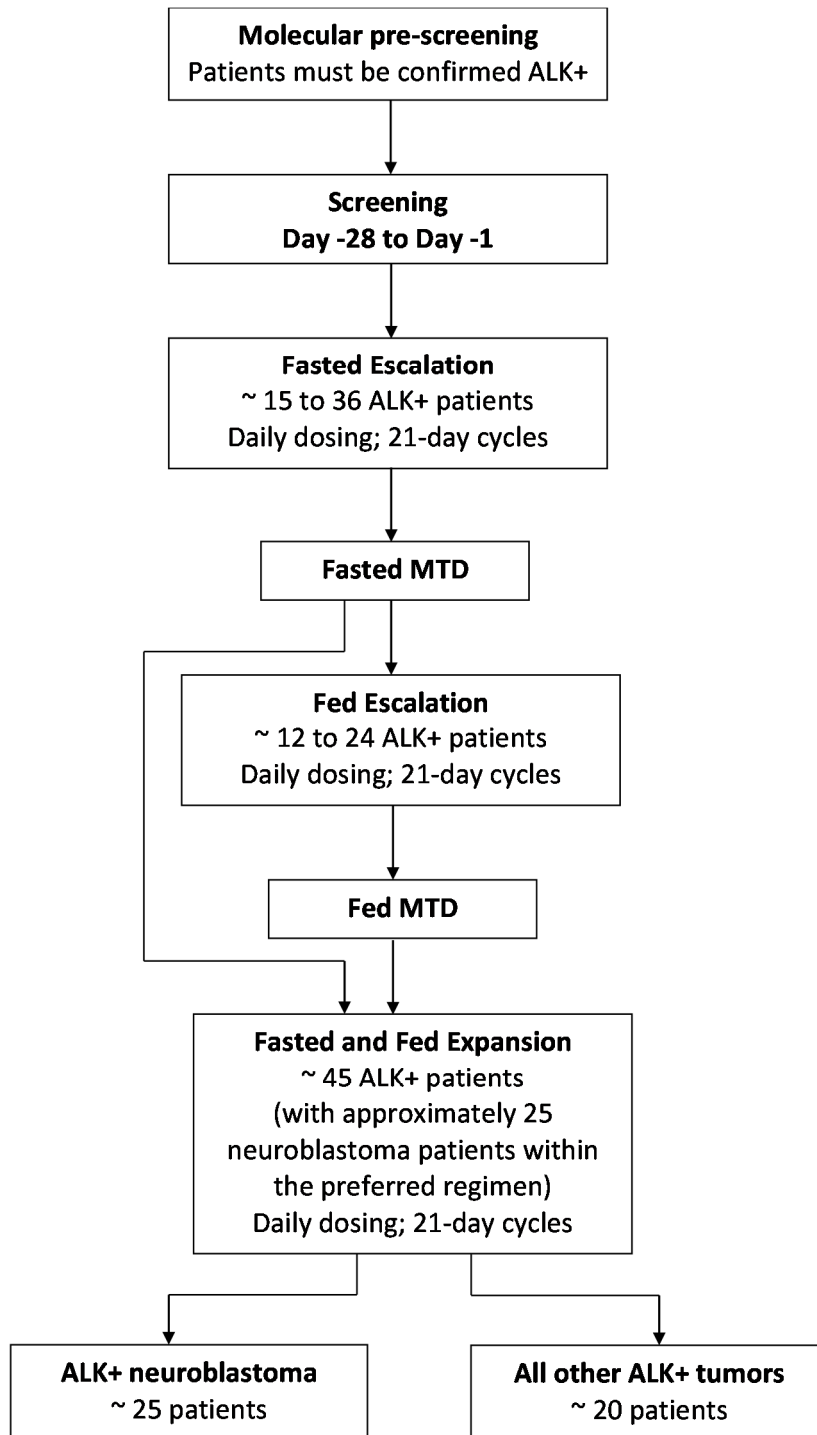 Molecular pre-screening
Patients must be confirmed ALK+
Screening
Day -28 to Day -1
Fasted Escalation
~ 15 to 36 ALK+ patients
Daily dosing; 21-day cycles
Fasted MTD
Fed Escalation
~ 12 to 24 ALK+ patients
Daily dosing; 21-day cycles
Fed MTD
Fasted and Fed Expansion
~ 45 ALK+ patients
(with approximately 25
neuroblastoma patients within
the preferred regimen)
Daily dosing; 21-day cycles
ALK+ neuroblastoma
~ 25 patients
All other ALK+ tumors
~ 20 patients